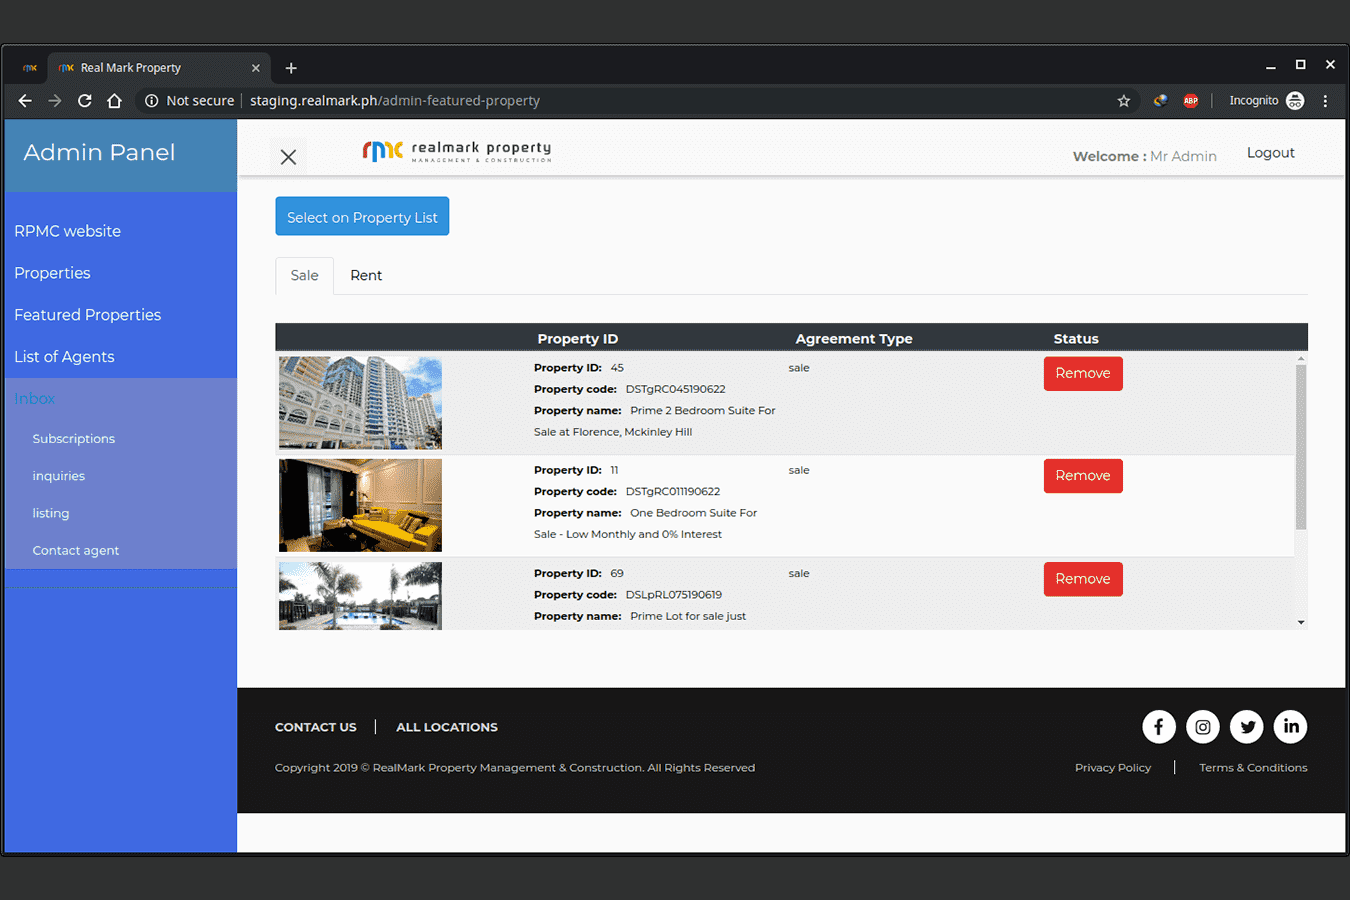 rmc
rmc Real Mark Property
Not secure | staging.realmark.ph/admin-featured-property
ABP
Incognito
Admin Panel
rmc realmark property
MANAGEMENT & CONSTRUCTION
Welcome : Mr Admin
Logout
RPMC website
Properties
Featured Properties
List of Agents
Inbox
Subscriptions
inquiries
listing
Contact agent
Select on Property List
Sale Rent
Property ID Agreement Type Status
Property ID: 45 sale Remove
Property code: DSTgRC045190622
Property name: Prime 2 Bedroom Suite For
Sale at Florence, Mckinley Hill
Property ID: 11 sale Remove
Property code: DSTgRC011190622
Property name: One Bedroom Suite For
Sale - Low Monthly and 0% Interest
Property ID: 69 sale Remove
Property code: DSLpRL075190619
Property name: Prime Lot for sale just
CONTACT US | ALL LOCATIONS
Copyright 2019 © RealMark Property Management & Construction. All Rights Reserved
Privacy Policy | Terms & Conditions